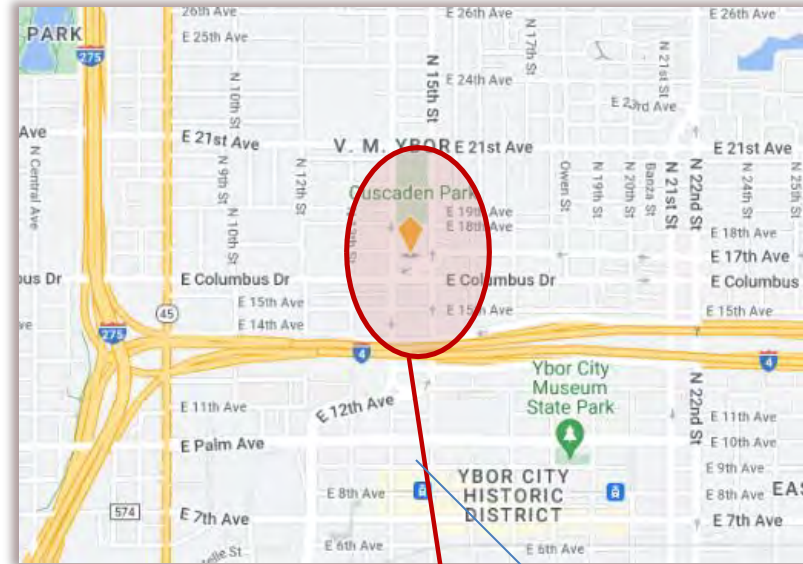 26th Ave
E 26th Ave
E 26th Ave
PARK
E 25th Ave
275
N 10th St
N 15th St
N 17th St
N 21st St
E 24th Ave
E 23rd Ave
Ave
E 21st Ave
V. M. YBOR
E 21st Ave
E 21st Ave
N Central Ave
N 9th St
N 10th St
N 12th St
N 13th St
Cuscaden Park
Owen St
N 19th St
N 20th St
Banza St
N 21st St
N 22nd St
N 24th St
N 25th
E 19th Ave
E 18th Ave
E 18th Ave
E 17th Ave
E Columbus Dr
E Columbus Dr
E Columbus
E 15th Ave
E 15th Ave
E 15th Ave
45
E 14th Ave
275
4
4
Ybor City
Museum
State Park
N 22nd St
E 11th Ave
E 12th Ave
E 11th Ave
E Palm Ave
E 10th Ave
E 9th Ave
YBOR CITY
HISTORIC
DISTRICT
E 8th Ave
E 8th Ave
EAS
574
E 7th Ave
E 7th Ave
E 6th Ave
E 6th Ave